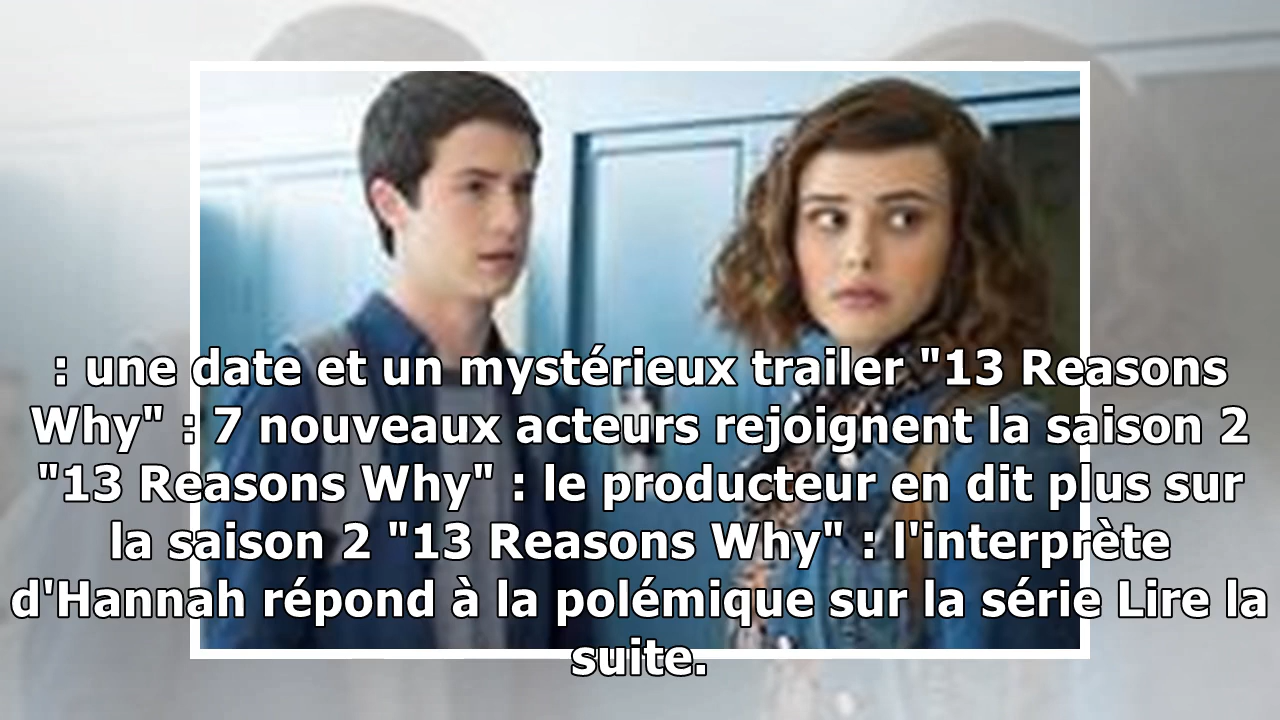 : une date et un mystérieux trailer "13 Reasons
Why" : 7 nouveaux acteurs rejoignent la saison 2
"13 Reasons Why" : le producteur en dit plus sur
la saison 2 "13 Reasons Why" : l'interprète
d'Hannah répond à la polémique sur la série Lire la
suite.